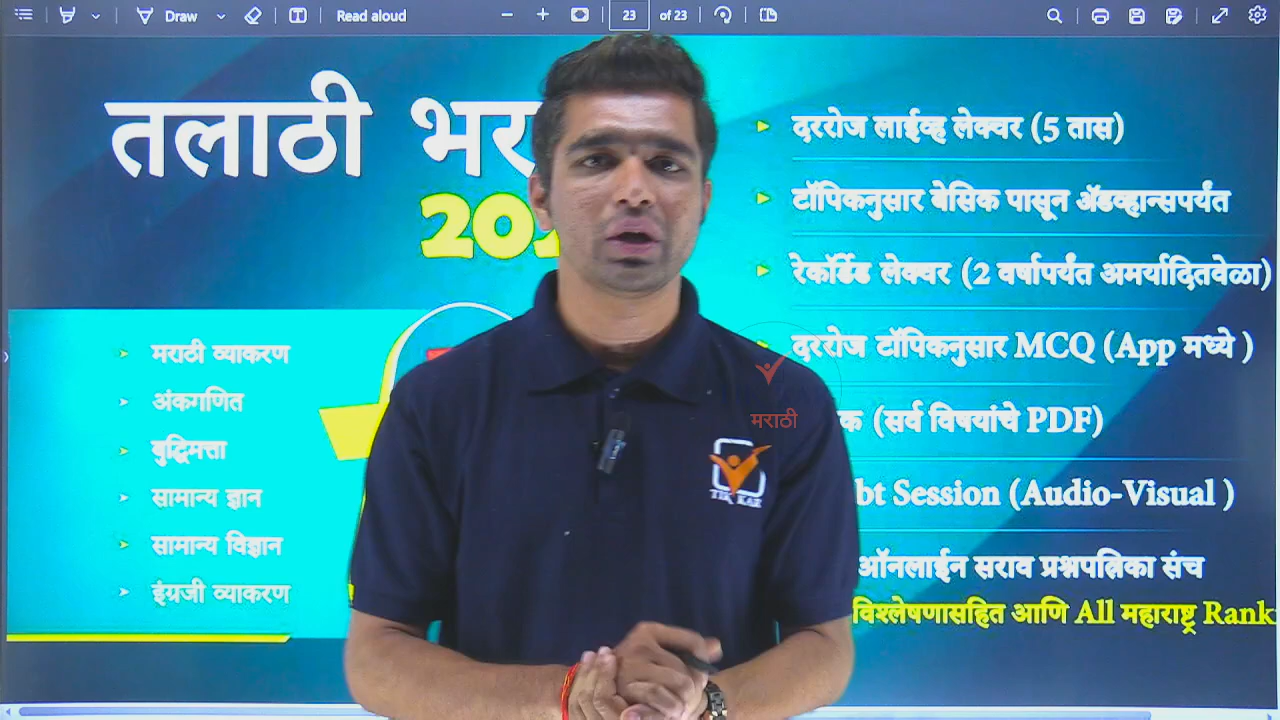 Draw
Read aloud
23 of 23
तलाठी भर
मराठी व्याकरण
अंकगणित
बुद्धिमत्ता
सामान्य ज्ञान
सामान्य विज्ञान
इंग्रजी व्याकरण
दररोज लाईव्ह लेक्चर (5 तास)
टॉपिकनुसार बेसिक पासून ॲडव्हान्सपर्यंत
रेकॉर्डेड लेक्चर (2 वर्षापर्यंत अमर्यादितवेळा)
दररोज टॉपिकनुसार MCQ (App मध्ये )
क (सर्व विषयांचे PDF)
bt Session (Audio-Visual )
ऑनलाईन सराव प्रश्नपत्रिका संच
विश्लेषणासहित आणि All महाराष्ट्र Rank
मराठी